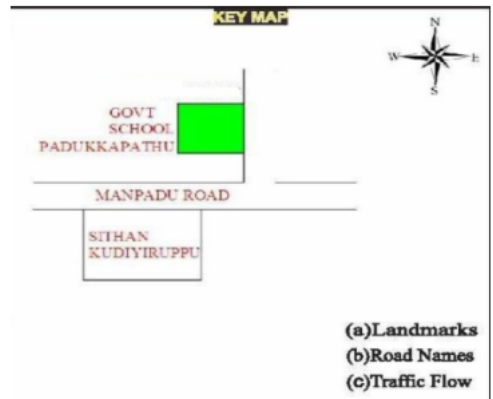 KEY MAP
N
W E
S
GOVT
SCHOOL
PADUKKAPATHU
MANPADU ROAD
SITHAN
KUDIYIRUPPU
(a)Landmarks
(b)Road Names
(c)Traffic Flow